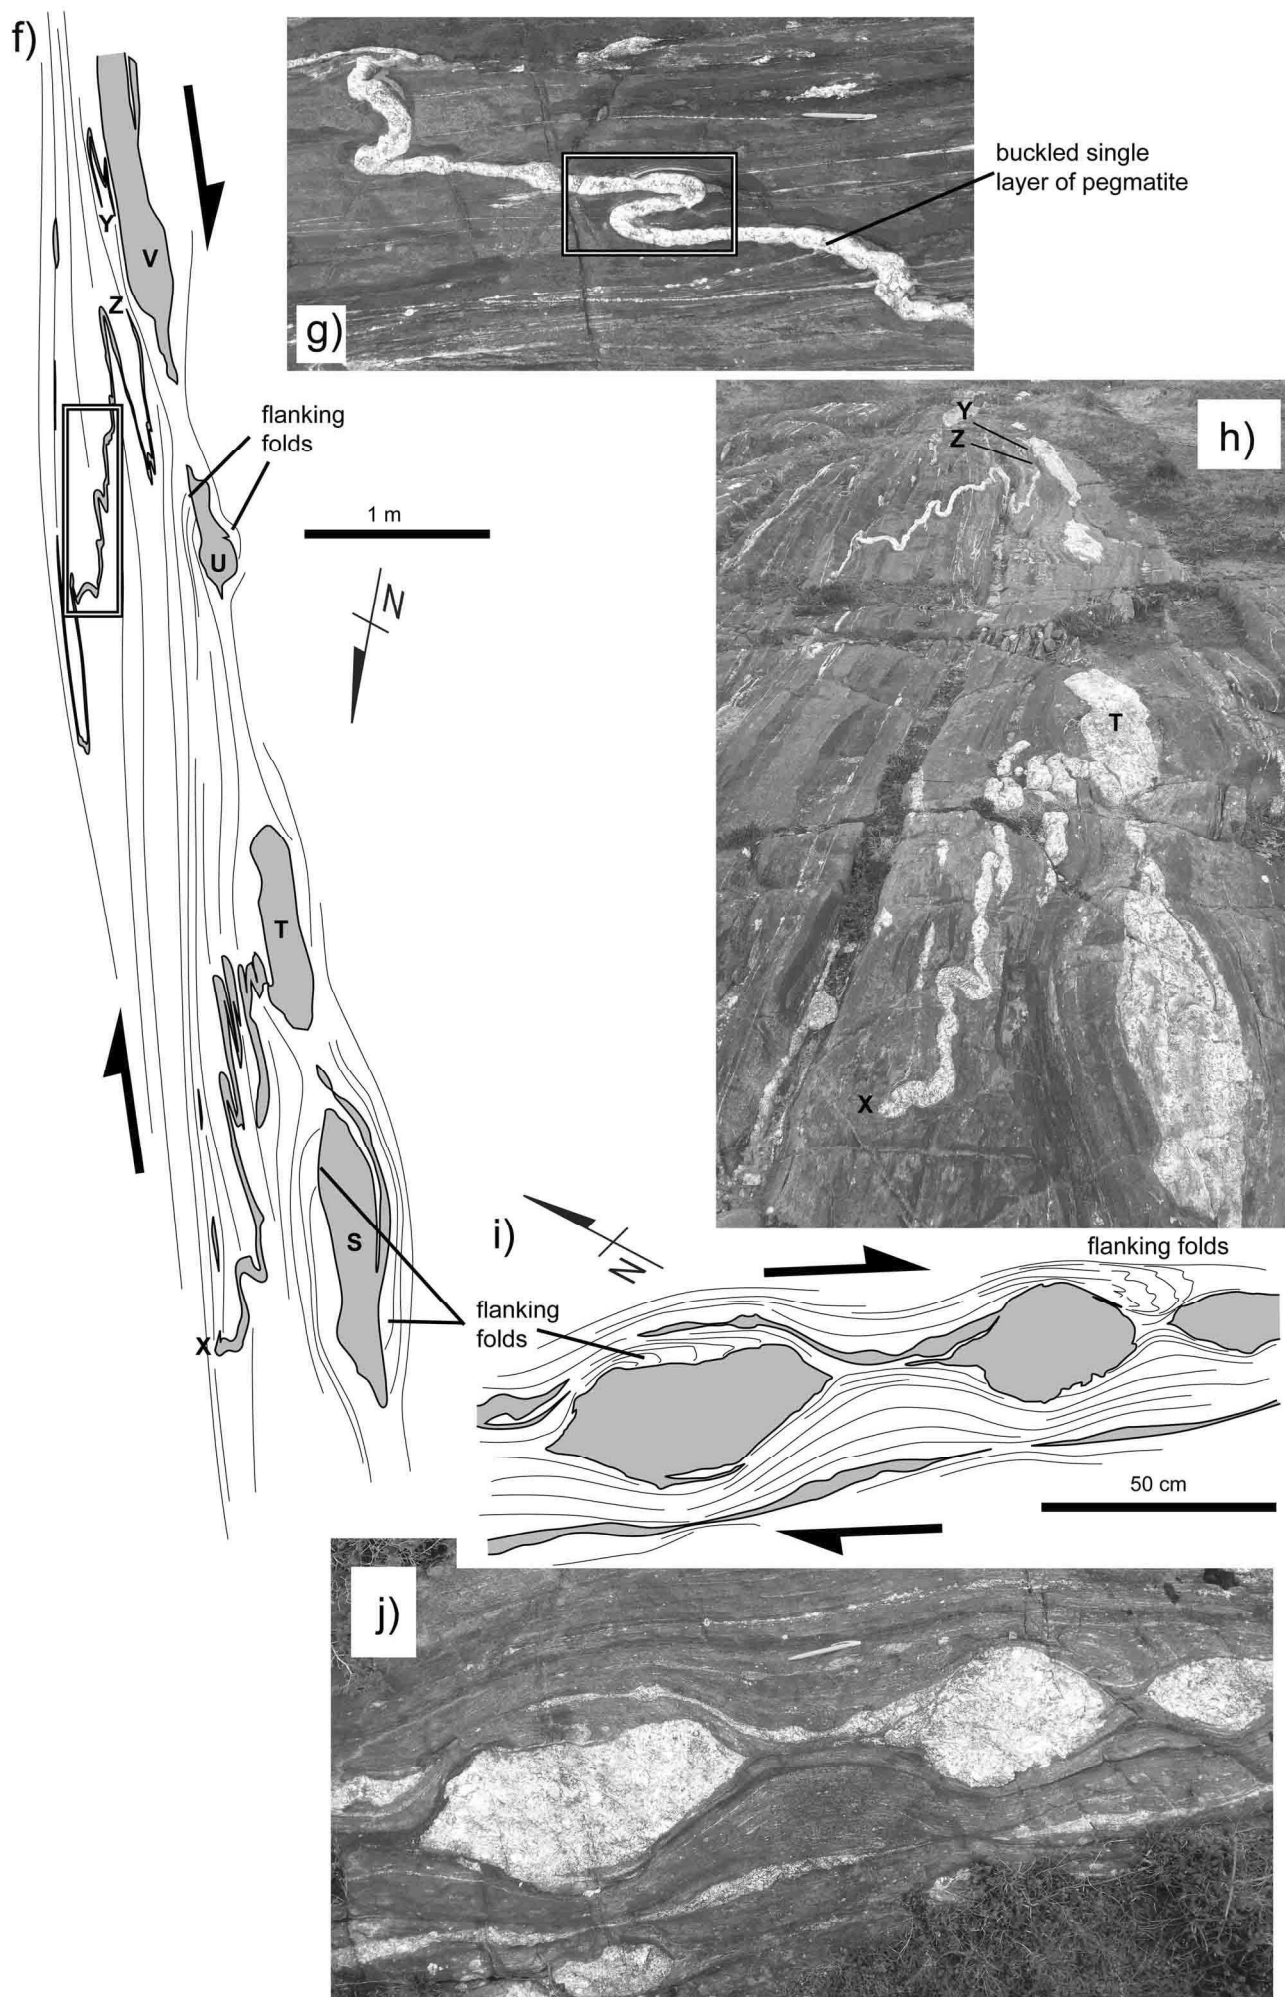 f)
buckled single
layer of pegmatite
Y
V
g)
Z
flanking
folds
Y
Z
h)
1 m
U
N
T
T
X
i)
flanking folds
S
N
flanking
folds
X
50 cm
j)